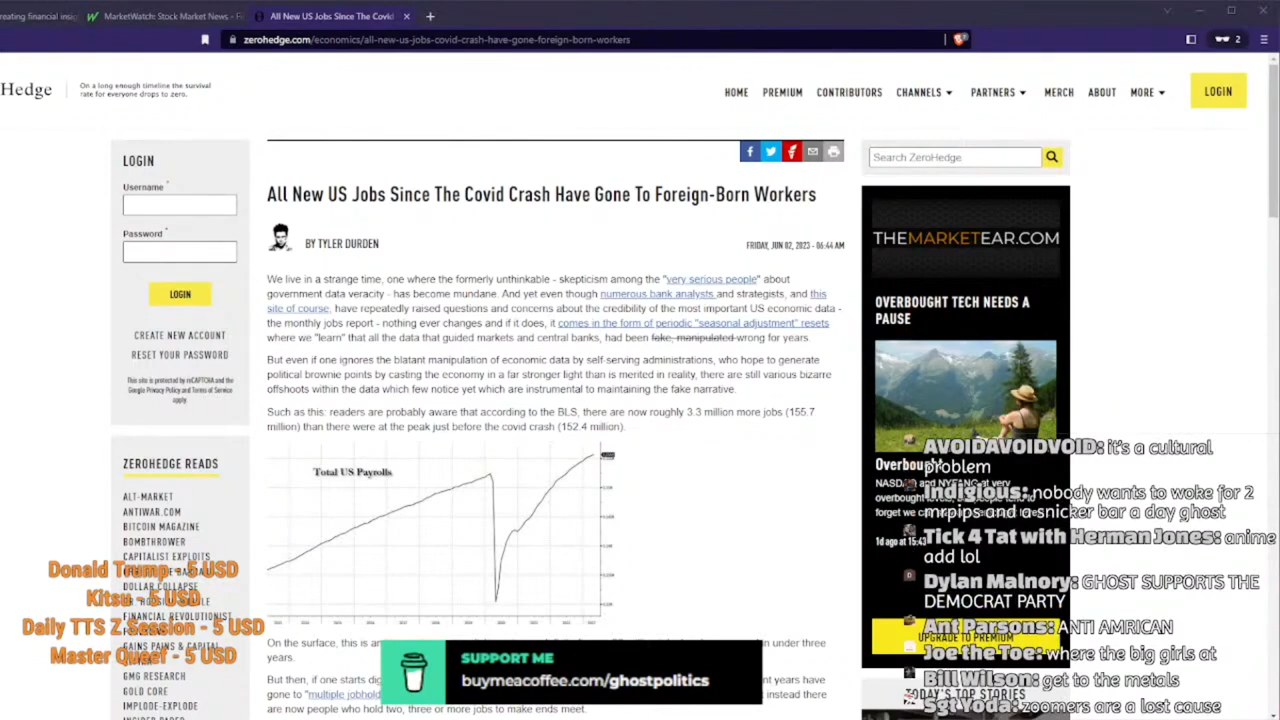 MarketWatch Stock Market News - Fi
All New US Jobs Since The Covid
zerohedge.com/economics/all-new-us-jobs-covid-crash-have-gone-foreign-born-workers
2
Hedge
On a long enough timeline the survival
rate for everyone drops to zero.
HOME PREMIUM CONTRIBUTORS CHANNELS PARTNERS MERCH ABOUT MORE
LOGIN
LOGIN
Username *
Password *
LOGIN
CREATE NEW ACCOUNT
RESET YOUR PASSWORD
This site is protected by reCAPTCHA and the
Google Privacy Policy and Terms of Service
apply.
ZEROHEDGE READS
ALT-MARKET
ANTIWAR.COM
BITCOIN MAGAZINE
BOMBTHROWER
CAPITALIST EXPLOITS
DOLLAR COLLAPSE
FINANCIAL REVOLUTIONIST
GAINS PAINS & CAPITAL
GMG RESEARCH
GOLD CORE
IMPLODE-EXPLODE
INSIDER PAPER
Donald Trump - 5 USD
Kitsu - 5 USD
Daily TTS Z Session - 5 USD
Master Queef - 5 USD
All New US Jobs Since The Covid Crash Have Gone To Foreign-Born Workers
BY TYLER DURDEN
FRIDAY, JUN 02, 2023 - 06:44 AM
We live in a strange time, one where the formerly unthinkable - skepticism among the "very serious people" about
government data veracity - has become mundane. And yet even though numerous bank analysts and strategists, and this
site of course, have repeatedly raised questions and concerns about the credibility of the most important US economic data -
the monthly jobs report - nothing ever changes and if it does, it comes in the form of periodic "seasonal adjustment" resets
where we "learn" that all the data that guided markets and central banks, had been fake, manipulated wrong for years.
But even if one ignores the blatant manipulation of economic data by self-serving administrations, who hope to generate
political brownie points by casting the economy in a far stronger light than is merited in reality, there are still various bizarre
offshoots within the data which few notice yet which are instrumental to maintaining the fake narrative.
Such as this: readers are probably aware that according to the BLS, there are now roughly 3.3 million more jobs (155.7
million) than there were at the peak just before the covid crash (152.4 million).
Total US Payrolls
On the surface, this is an
n under three
years.
But then, if one starts dig
nt years have
gone to "multiple jobhold
instead there
are now people who hold two, three or more jobs to make ends meet.
SUPPORT ME
buymeacoffee.com/ghostpolitics
Search ZeroHedge
THEMARKETEAR.COM
OVERBOUGHT TECH NEEDS A
PAUSE
1d ago at 15:43
UPGRADE TO PREMIUM
TODAY'S TOP STORIES
AVOIDAVOIDVOID: it's a cultural
problem
Indigious: nobody wants to woke for 2
mpips and a snicker bar a day ghost
Tick 4 Tat with Herman Jones: anime
add lol
Dylan Malnory: GHOST SUPPORTS THE
DEMOCRAT PARTY
Ant Parsons: ANTI AMRICAN
Joe the Toe: where the big girls at
Bill Wilson: get to the metals
Sgt Yoda: zoomers are a lost cause